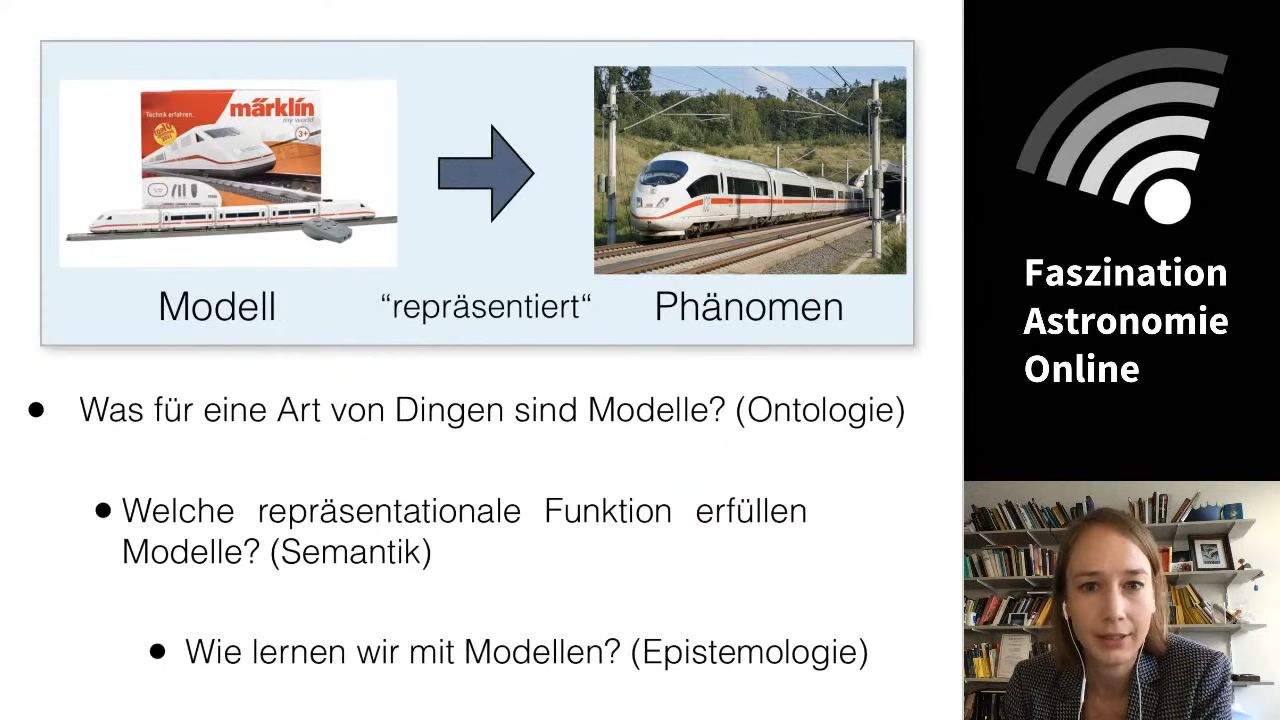 Technik erfahren.
märklin
my world
3+
Modell
“repräsentiert“
Phänomen
• Was für eine Art von Dingen sind Modelle? (Ontologie)
• Welche repräsentationale Funktion erfüllen
Modelle? (Semantik)
• Wie lernen wir mit Modellen? (Epistemologie)
Faszination
Astronomie
Online